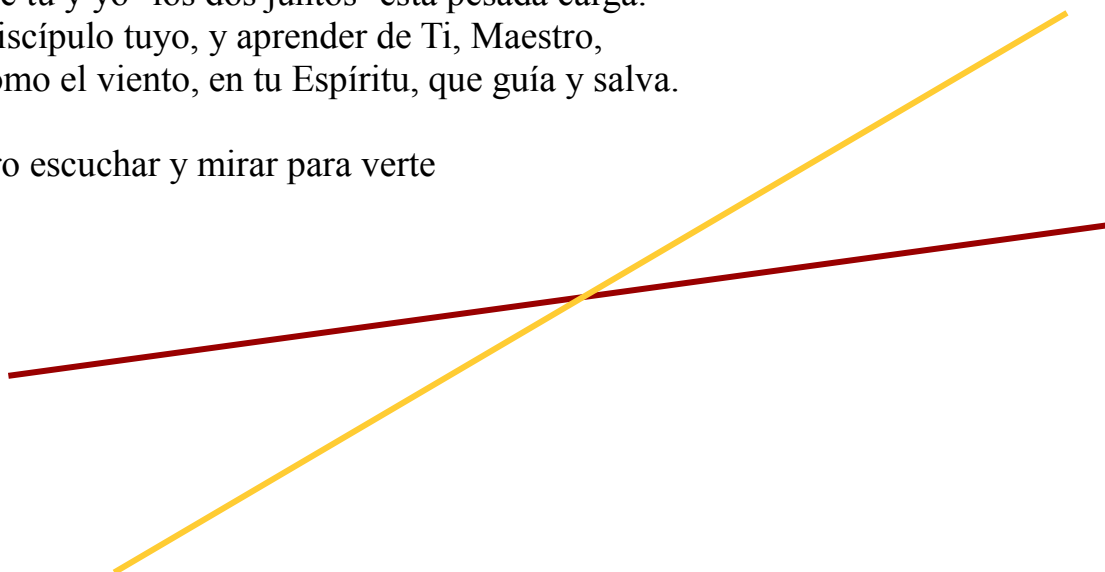 e tú y yo -los dos juntos- esta pesada carga.
iscípulo tuyo, y aprender de Ti, Maestro,
omo el viento, en tu Espíritu, que guía y salva.
ro escuchar y mirar para verte